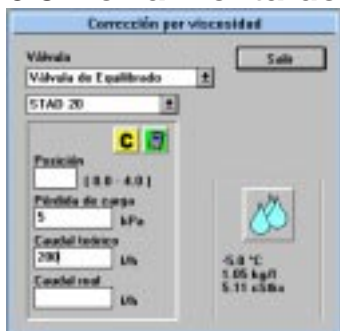 Corrección por viscosidad
Válvula
Salir
Válvula de Equilibrado
STAD 20
C
Posición
( 0.0 - 4.0 )
Pérdida de carga
5 kPa
Caudal teórico
200 l/h
Caudal real
l/h
-5.0 °C
1.05 kg/l
5.11 cStks